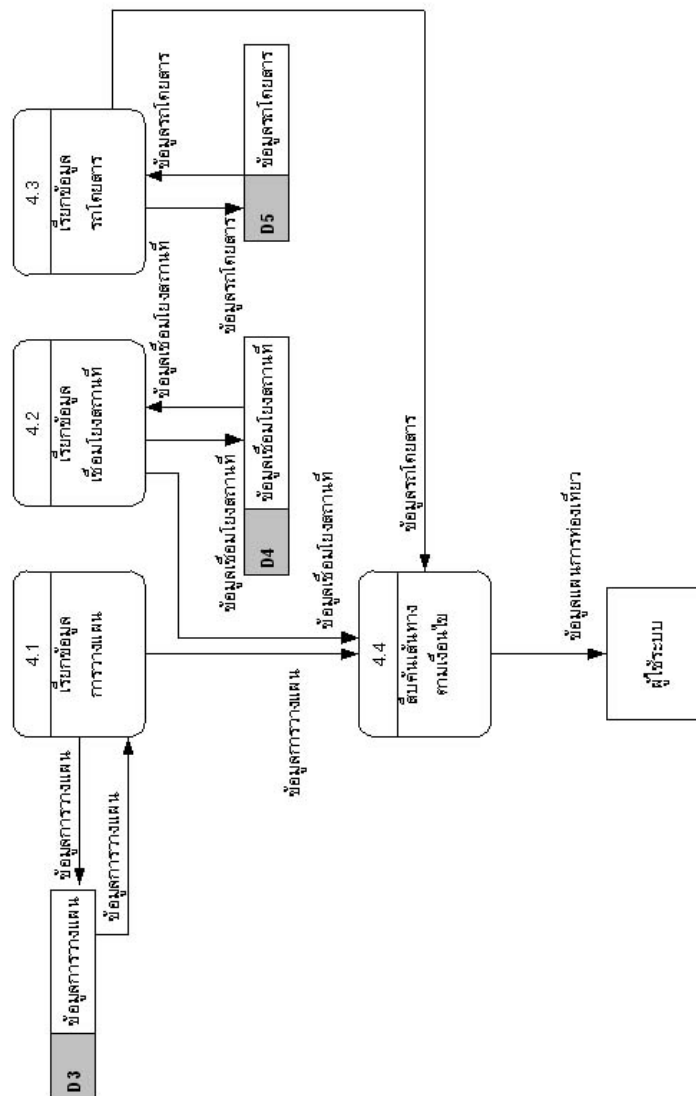 D3
ข้อมูลการวางแผน
ข้อมูลการวางแผน
ข้อมูลการวางแผน
4.1
เรียกข้อมูล
การวางแผน
ข้อมูลการวางแผน
4.2
เรียกข้อมูล
เชื่อมโยงสถานที่
ข้อมูลเชื่อมโยงสถานที่
ข้อมูลเชื่อมโยงสถานที่
D4
ข้อมูลเชื่อมโยงสถานที่
ข้อมูลเชื่อมโยงสถานที่
4.3
เรียกข้อมูล
รถโดยสาร
ข้อมูลรถโดยสาร
ข้อมูลรถโดยสาร
D5
ข้อมูลรถโดยสาร
ข้อมูลรถโดยสาร
4.4
สืบค้นเส้นทาง
ตามเงื่อนไข
ข้อมูลแผนการท่องเที่ยว
ผู้ใช้ระบบ